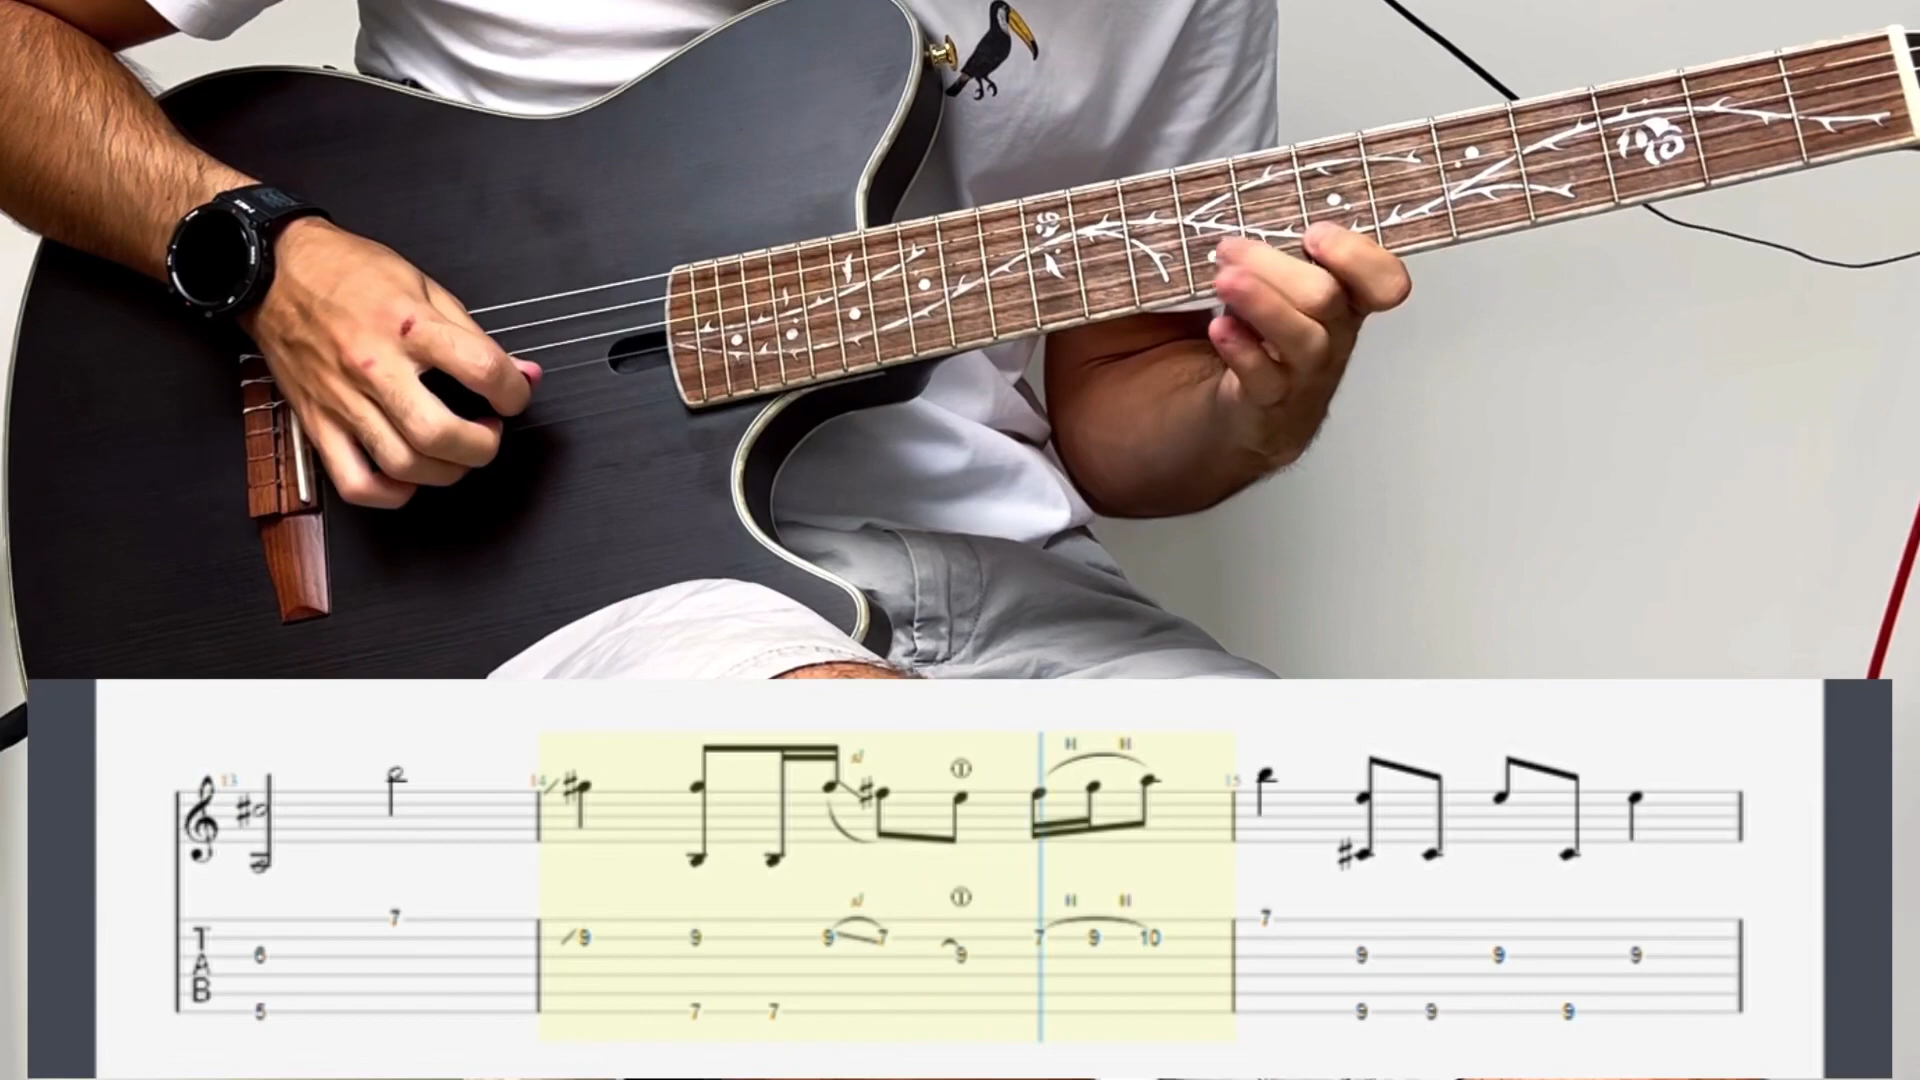 13 14 sl ① H H 15
sl ① H H
7 7
T 9 9 9 7 7 9 10
A 6 9 9 9 9
B
5 7 7 9 9 9